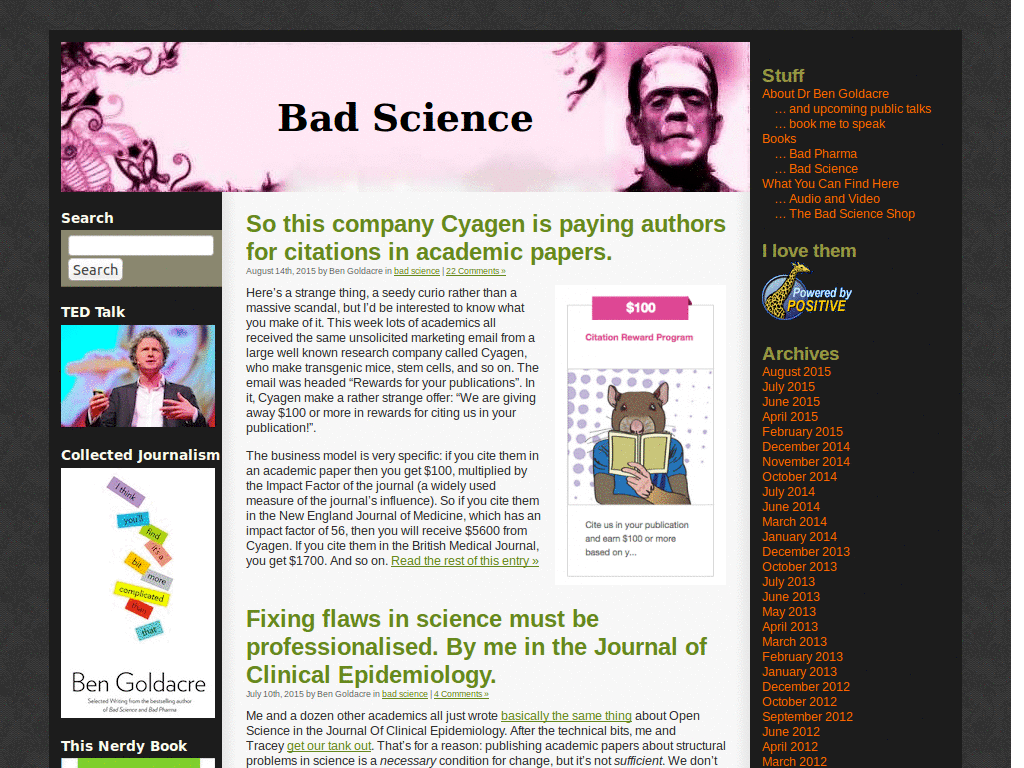 Bad Science
Search
Search
TED Talk
Collected Journalism
I think
you'll
find
it's a
bit
more
complicated
than
that
Ben Goldacre
Selected Writing from the bestselling author
of Bad Science and Bad Pharma
This Nerdy Book
So this company Cyagen is paying authors
for citations in academic papers.
August 14th, 2015 by Ben Goldacre in bad science | 22 Comments »
Here's a strange thing, a seedy curio rather than a
massive scandal, but I'd be interested to know what
you make of it. This week lots of academics all
received the same unsolicited marketing email from a
large well known research company called Cyagen,
who make transgenic mice, stem cells, and so on. The
email was headed “Rewards for your publications”. In
it, Cyagen make a rather strange offer: “We are giving
away $100 or more in rewards for citing us in your
publication!”.
The business model is very specific: if you cite them in
an academic paper then you get $100, multiplied by
the Impact Factor of the journal (a widely used
measure of the journal's influence). So if you cite them
in the New England Journal of Medicine, which has an
impact factor of 56, then you will receive $5600 from
Cyagen. If you cite them in the British Medical Journal,
you get $1700. And so on. Read the rest of this entry »
$100
Citation Reward Program
Cite us in your publication
and earn $100 or more
based on y...
Fixing flaws in science must be
professionalised. By me in the Journal of
Clinical Epidemiology.
July 10th, 2015 by Ben Goldacre in bad science | 4 Comments »
Me and a dozen other academics all just wrote basically the same thing about Open
Science in the Journal Of Clinical Epidemiology. After the technical bits, me and
Tracey get our tank out. That's for a reason: publishing academic papers about structural
problems in science is a necessary condition for change, but it's not sufficient. We don't
Stuff
About Dr Ben Goldacre
… and upcoming public talks
… book me to speak
Books
… Bad Pharma
… Bad Science
What You Can Find Here
… Audio and Video
… The Bad Science Shop
I love them
Powered by
POSITIVE
Archives
August 2015
July 2015
June 2015
April 2015
February 2015
December 2014
November 2014
October 2014
July 2014
June 2014
March 2014
January 2014
December 2013
October 2013
July 2013
June 2013
May 2013
April 2013
March 2013
February 2013
January 2013
December 2012
October 2012
September 2012
June 2012
April 2012
March 2012